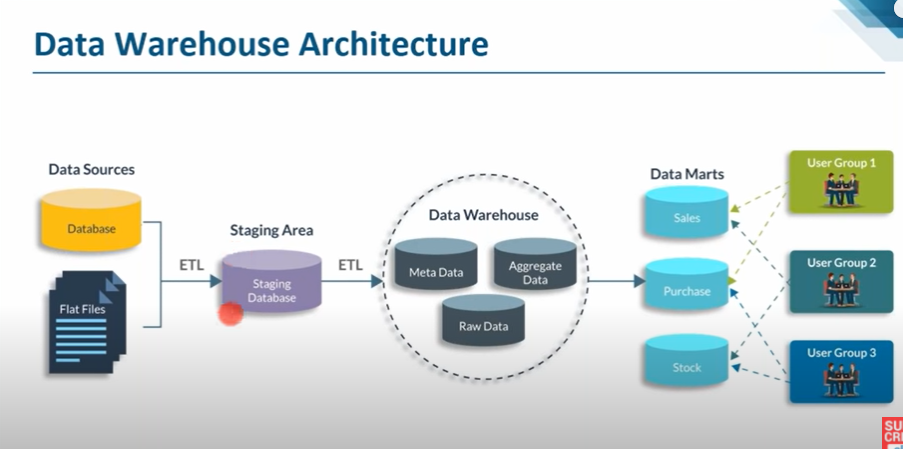 Data Warehouse Architecture
Data Sources
Database
Flat Files
ETL
Staging Area
Staging
Database
ETL
Data Warehouse
Meta Data
Aggregate
Data
Raw Data
Data Marts
Sales
Purchase
Stock
User Group 1
User Group 2
User Group 3
SU
CRI